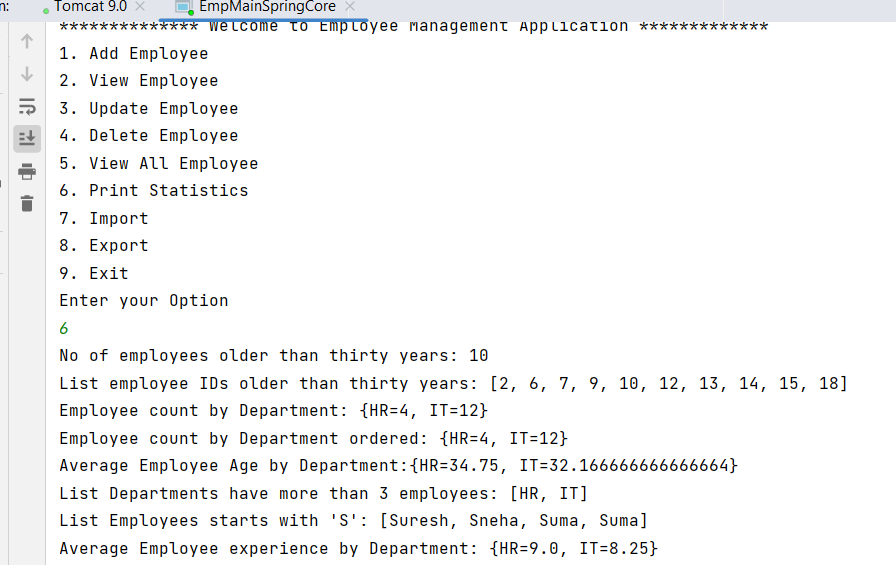 n: Tomcat 9.0 EmpMainSpringCore
************** Welcome to Employee Management Application *************
1. Add Employee
2. View Employee
3. Update Employee
4. Delete Employee
5. View All Employee
6. Print Statistics
7. Import
8. Export
9. Exit
Enter your Option
6
No of employees older than thirty years: 10
List employee IDs older than thirty years: [2, 6, 7, 9, 10, 12, 13, 14, 15, 18]
Employee count by Department: {HR=4, IT=12}
Employee count by Department ordered: {HR=4, IT=12}
Average Employee Age by Department:{HR=34.75, IT=32.166666666666664}
List Departments have more than 3 employees: [HR, IT]
List Employees starts with 'S': [Suresh, Sneha, Suma, Suma]
Average Employee experience by Department: {HR=9.0, IT=8.25}